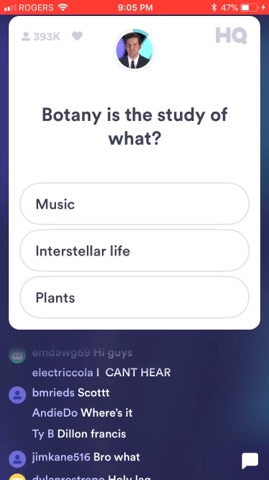 ROGERS 9:05 PM 47%
393K HQ
Botany is the study of
what?
Music
Interstellar life
Plants
emdawg69 Hi guys
electriccola I CANT HEAR
bmrieds Scottt
AndieDo Where's it
Ty B Dillon francis
jimkane516 Bro what
dylanrestrepo Holy lag